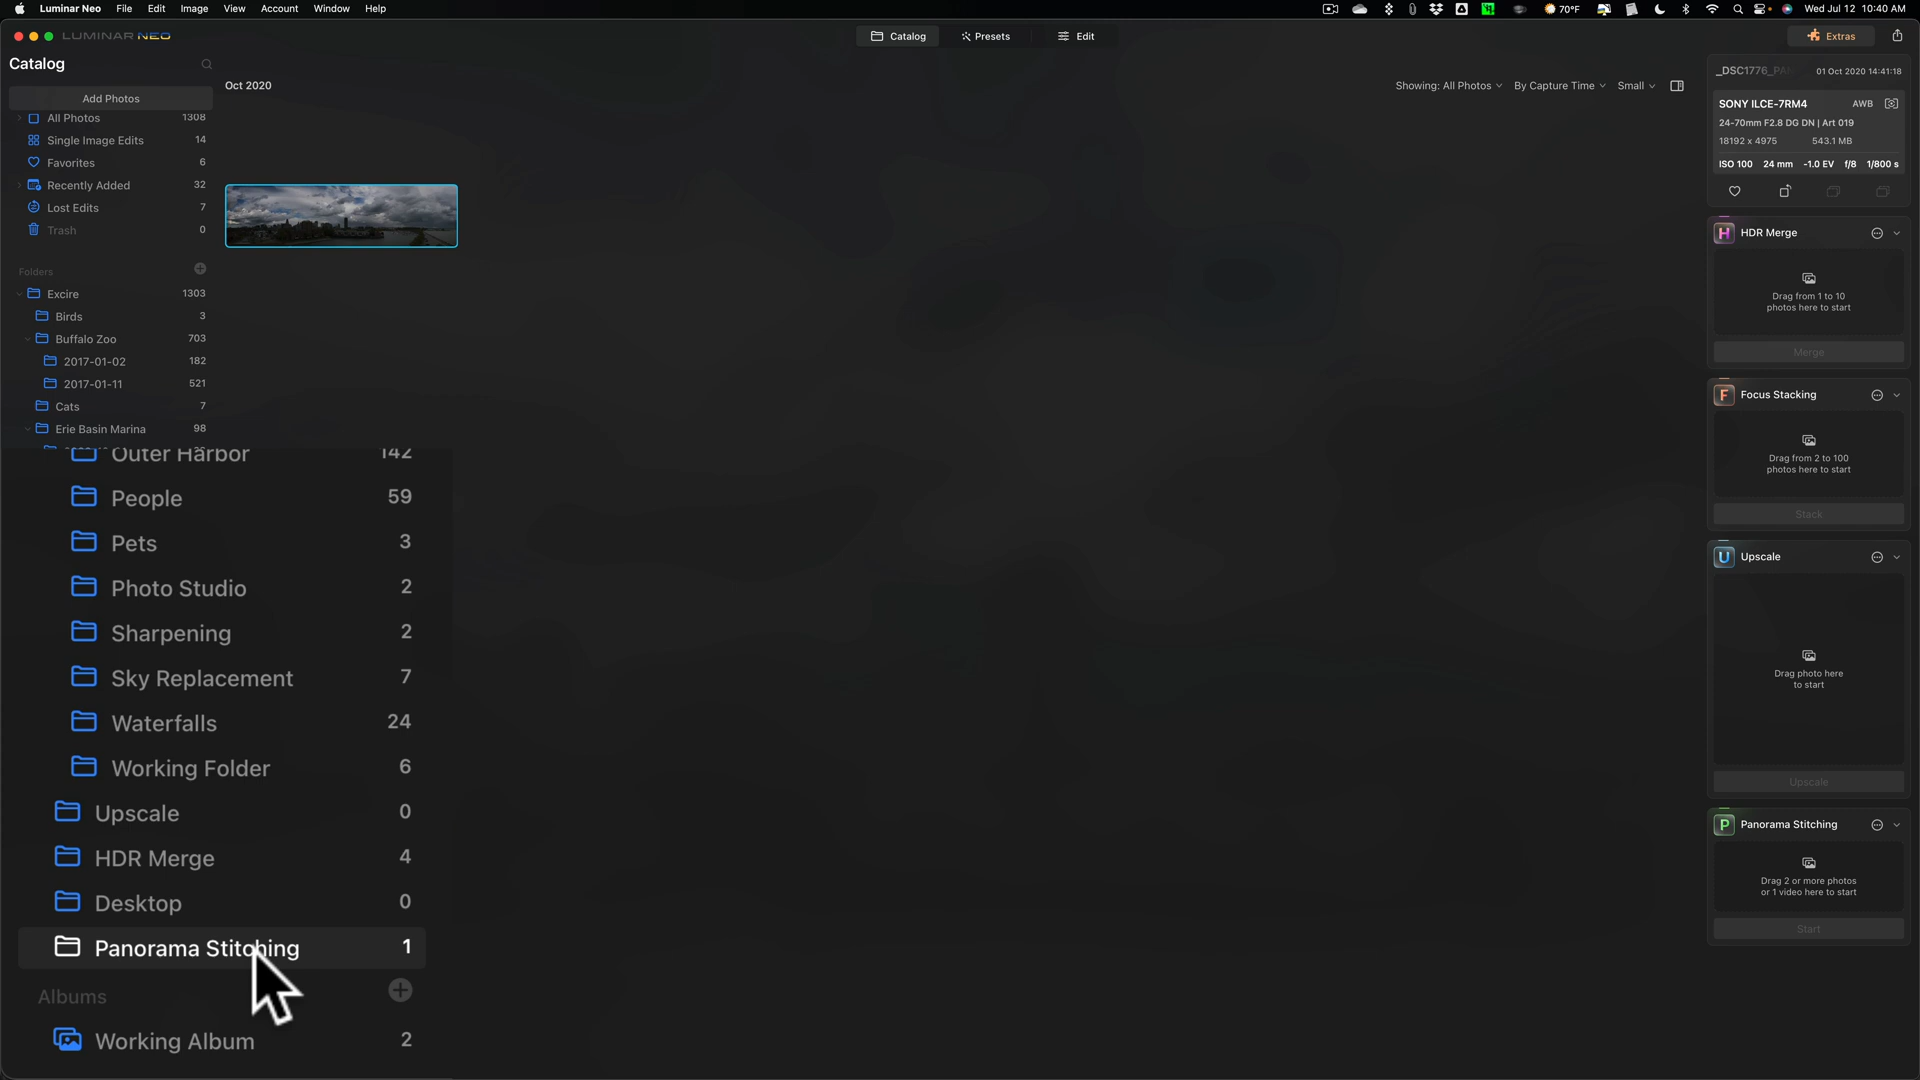 Luminar Neo File Edit Image View Account Window Help
70°F Wed Jul 12 10:40 AM
LUMINAR NEO
Catalog Presets Edit
Extras
Catalog
Add Photos
All Photos 1308
Single Image Edits 14
Favorites 6
Recently Added 32
Lost Edits 7
Trash 0
Folders
Excire 1303
Birds 3
Buffalo Zoo 703
2017-01-02 182
2017-01-11 521
Cats 7
Erie Basin Marina 98
Outer Harbor 142
People 59
Pets 3
Photo Studio 2
Sharpening 2
Sky Replacement 7
Waterfalls 24
Working Folder 6
Upscale 0
HDR Merge 4
Desktop 0
Panorama Stitching 1
Albums
Working Album 2
Oct 2020
Showing: All Photos By Capture Time Small
_DSC1776_PAN 01 Oct 2020 14:41:18
SONY ILCE-7RM4 AWB
24-70mm F2.8 DG DN | Art 019
18192 x 4975 543.1 MB
ISO 100 24 mm -1.0 EV f/8 1/800 s
H HDR Merge
Drag from 1 to 10
photos here to start
Merge
F Focus Stacking
Drag from 2 to 100
photos here to start
Stack
U Upscale
Drag photo here
to start
Upscale
P Panorama Stitching
Drag 2 or more photos
or 1 video here to start
Start